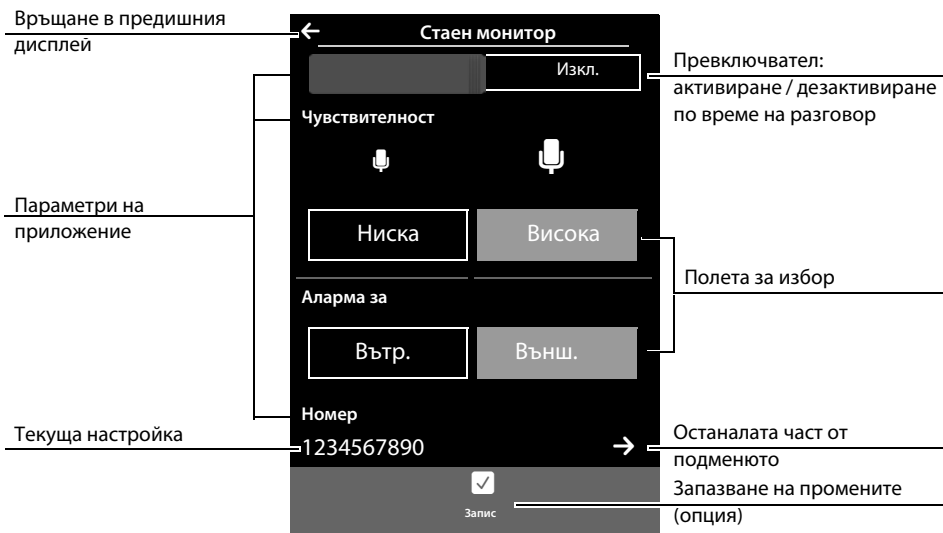 Връщане в предишния
дисплей
Стаен монитор
Изкл.
Превключвател:
активиране / дезактивиране
по време на разговор
Чувствителност
Параметри на
приложение
Ниска
Висока
Полета за избор
Аларма за
Вътр.
Външ.
Номер
Текуща настройка
1234567890
Останалата част от
подменюто
Запазване на промените
(опция)
Запис